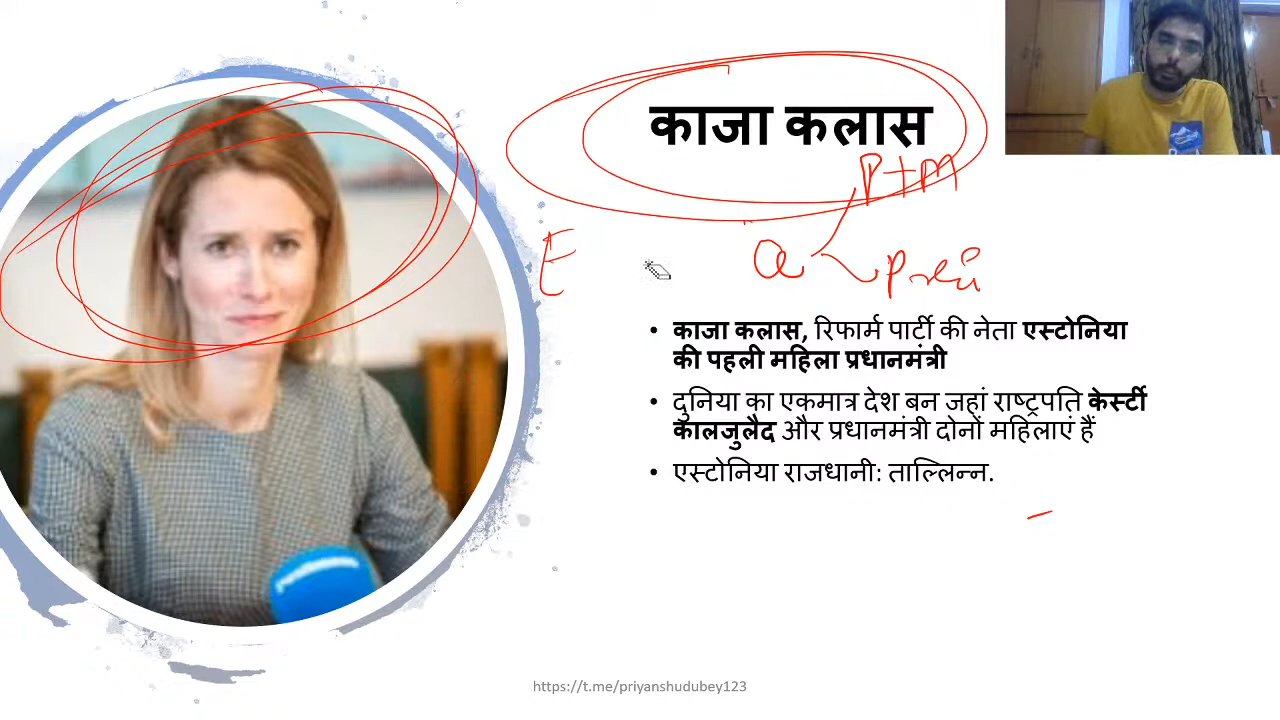 काजा कलास
P+M
E
a
Presi
काजा कलास, रिफार्म पार्टी की नेता एस्टोनिया
की पहली महिला प्रधानमंत्री
दुनिया का एकमात्र देश बन जहां राष्ट्रपति केर्स्टी
कालजुलैद और प्रधानमंत्री दोनों महिलाएं हैं
एस्टोनिया राजधानी: ताल्लिन्न.
https://t.me/priyanshudubey123